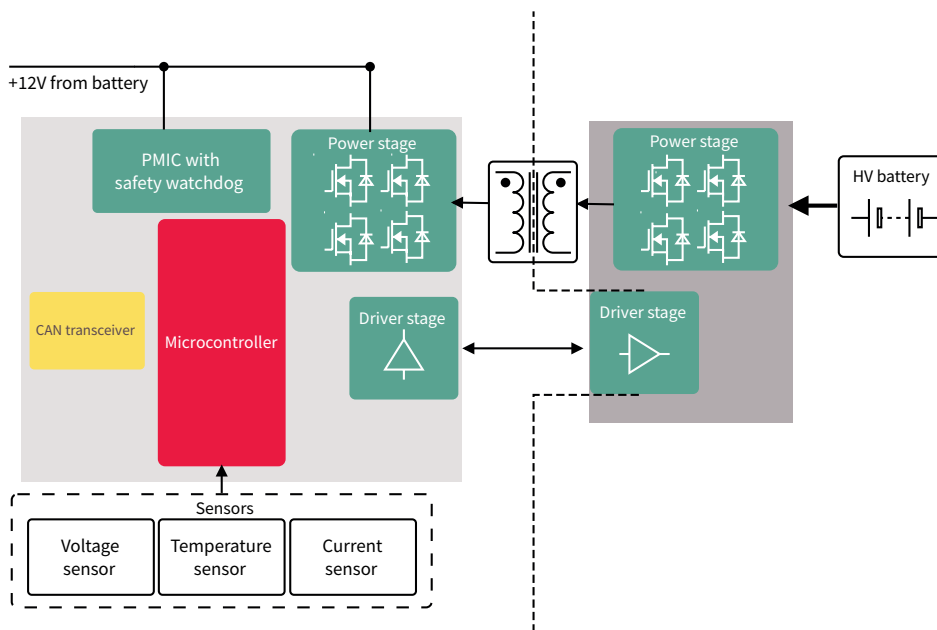 +12V from battery
PMIC with
safety watchdog
Power stage
Power stage
HV battery
CAN transceiver
Microcontroller
Driver stage
Driver stage
Sensors
Voltage
sensor
Temperature
sensor
Current
sensor